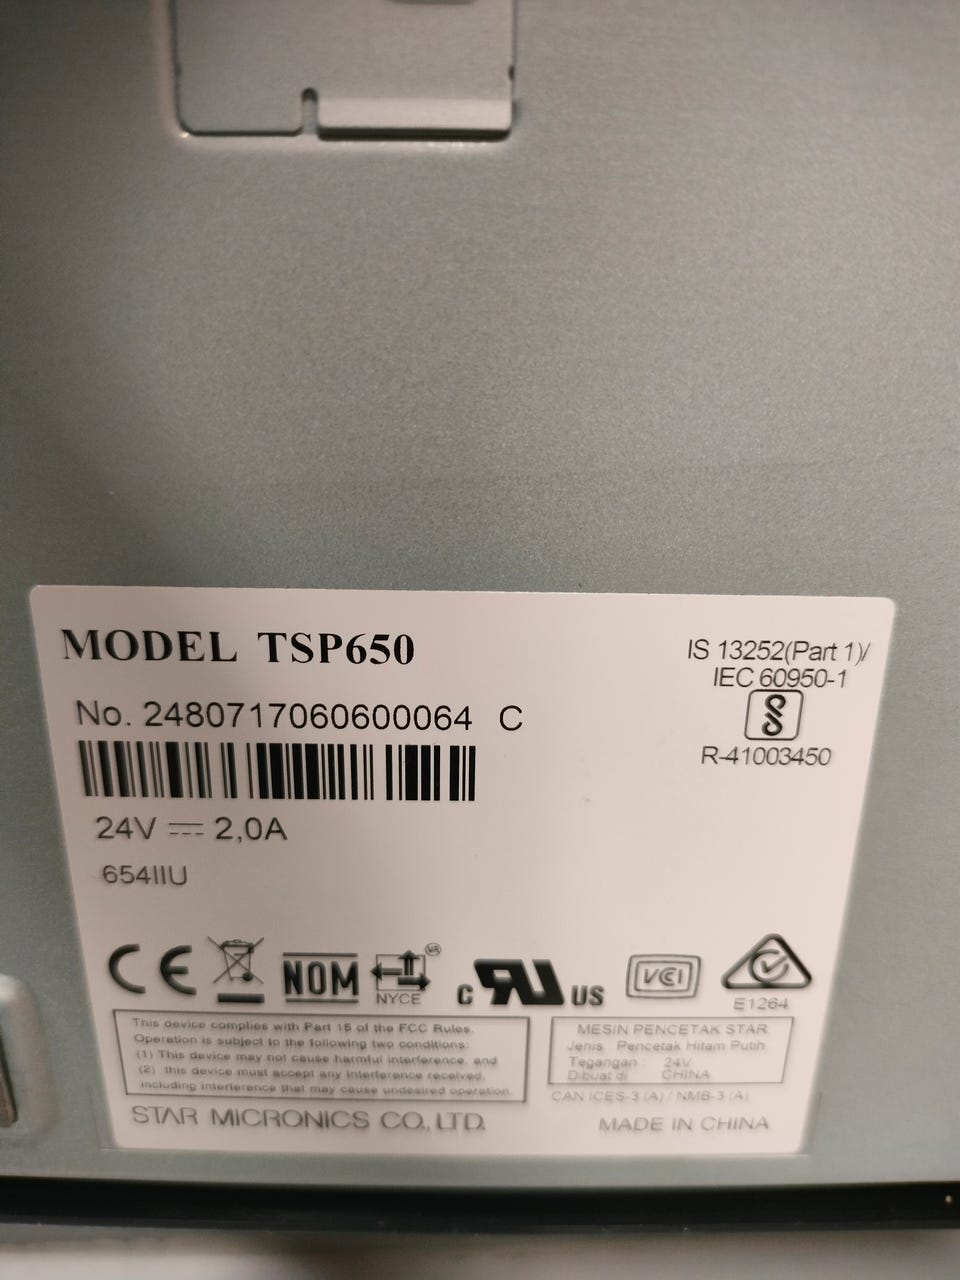 MODEL TSP650
No. 2480717060600064 C
24V ⎓ 2,0A
654IIU
IS 13252(Part 1)/
IEC 60950-1
R-41003450
CE
NOM
NYCE
MR
c RU US
VCI
E1264
This device complies with Part 15 of the FCC Rules.
Operation is subject to the following two conditions:
(1) This device may not cause harmful interference, and
(2) this device must accept any interference received,
including interference that may cause undesired operation.
MESIN PENCETAK STAR
Jenis Pencetak Hitam Putih
Tegangan 24V
Dibuat di CHINA
CAN ICES-3 (A) / NMB-3 (A)
STAR MICRONICS CO., LTD.
MADE IN CHINA